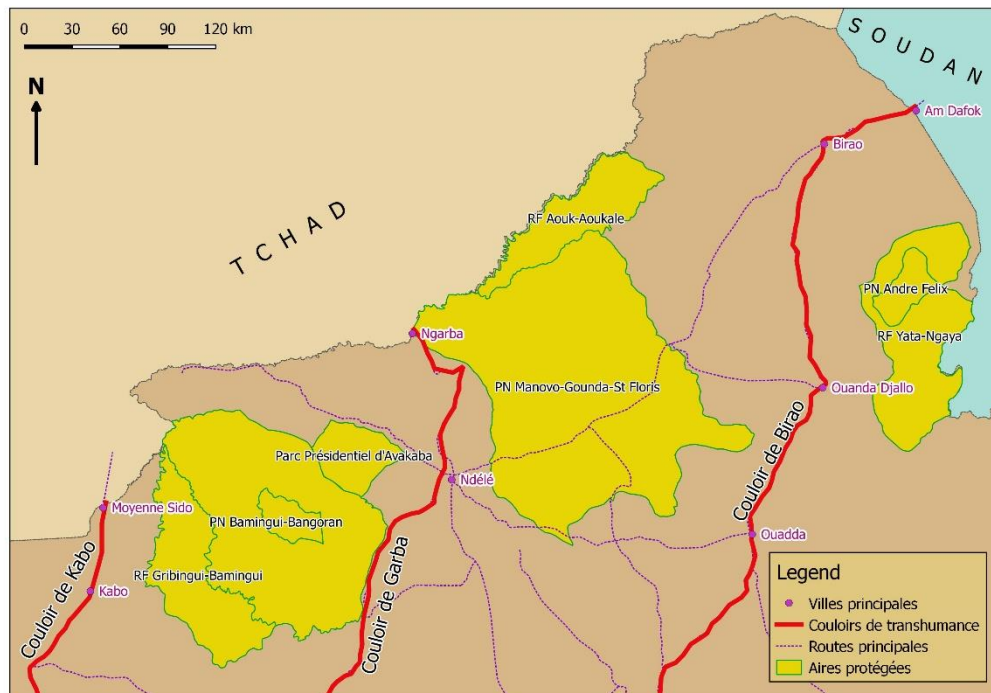 0 30 60 90 120 km
N
SOUDAN
TCHAD
Am Dafok
Birao
RF Aouk-Aoukale
PN Andre Felix
Ngarba
RF Yata-Ngaya
PN Manovo-Gounda-St Floris
Ouanda Djallo
Couloir de Birao
Parc Présidentiel d'Avakaba
Ndélé
Moyenne Sido
PN Bamingui-Bangoran
Ouadda
Couloir de Kabo
Couloir de Garba
RF Gribingui-Bamingui
Kabo
Legend
Villes principales
Couloirs de transhumance
Routes principales
Aires protégées